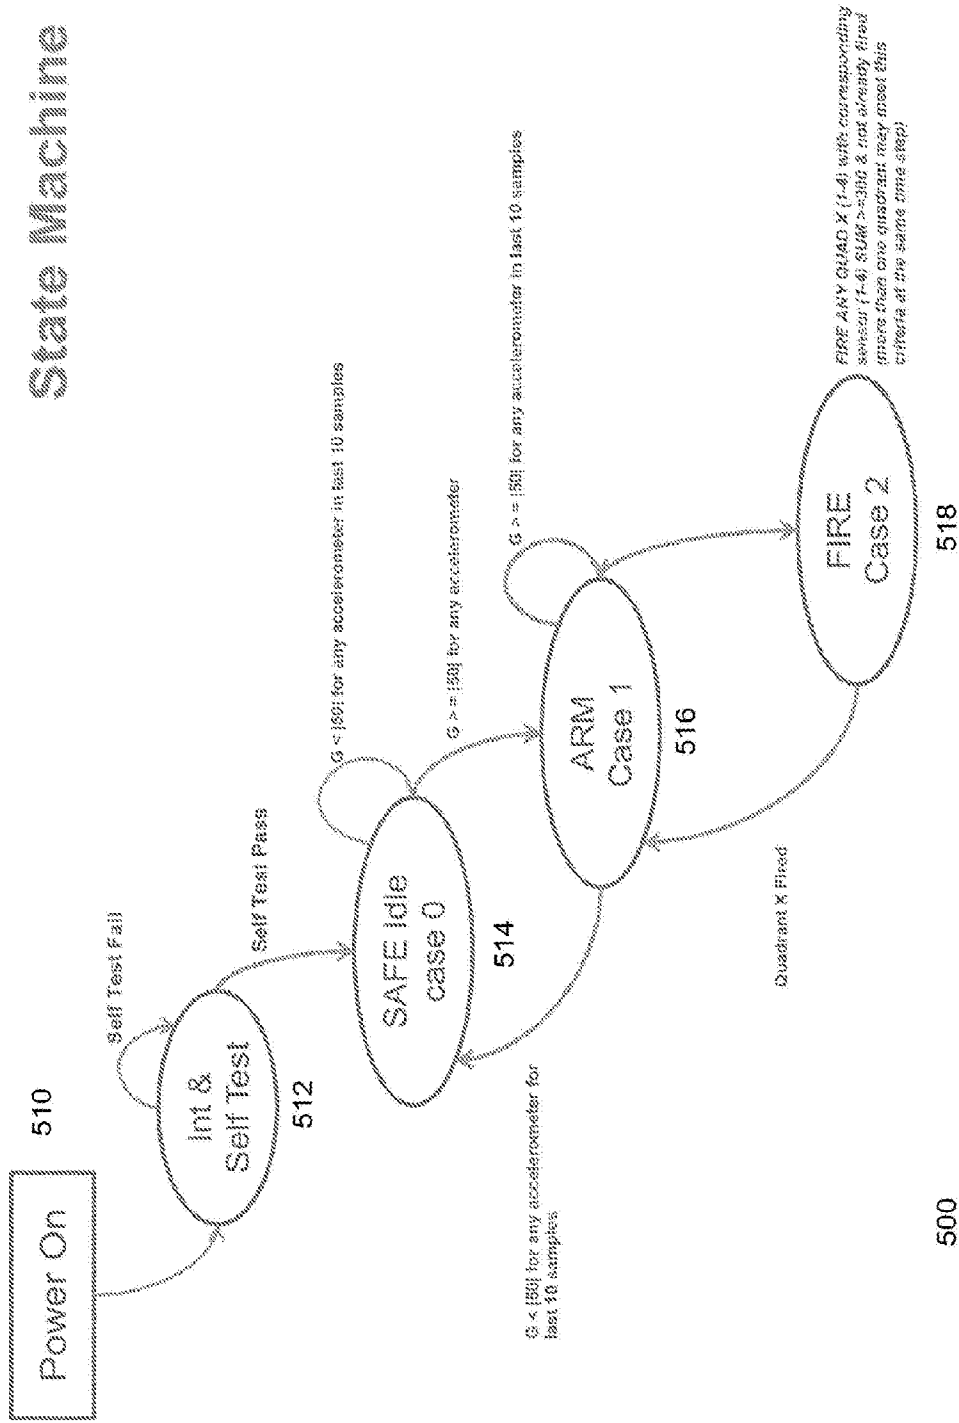 State Machine
Power On
510
Self Test Fail
Int &
Self Test
512
Self Test Pass
G < |50| for any accelerometer in last 10 samples
SAFE Idle
case 0
514
G > = |50| for any accelerometer
G < |50| for any accelerometer for
last 10 samples
G > = |50| for any accelerometer in last 10 samples
ARM
Case 1
516
Quadrant X Fired
FIRE
Case 2
518
FIRE ANY QUAD X (1-4) with corresponding
sensor (1-4) SUM >=300 & not already fired
(more than one quadrant may meet this
criteria at the same time step)
500